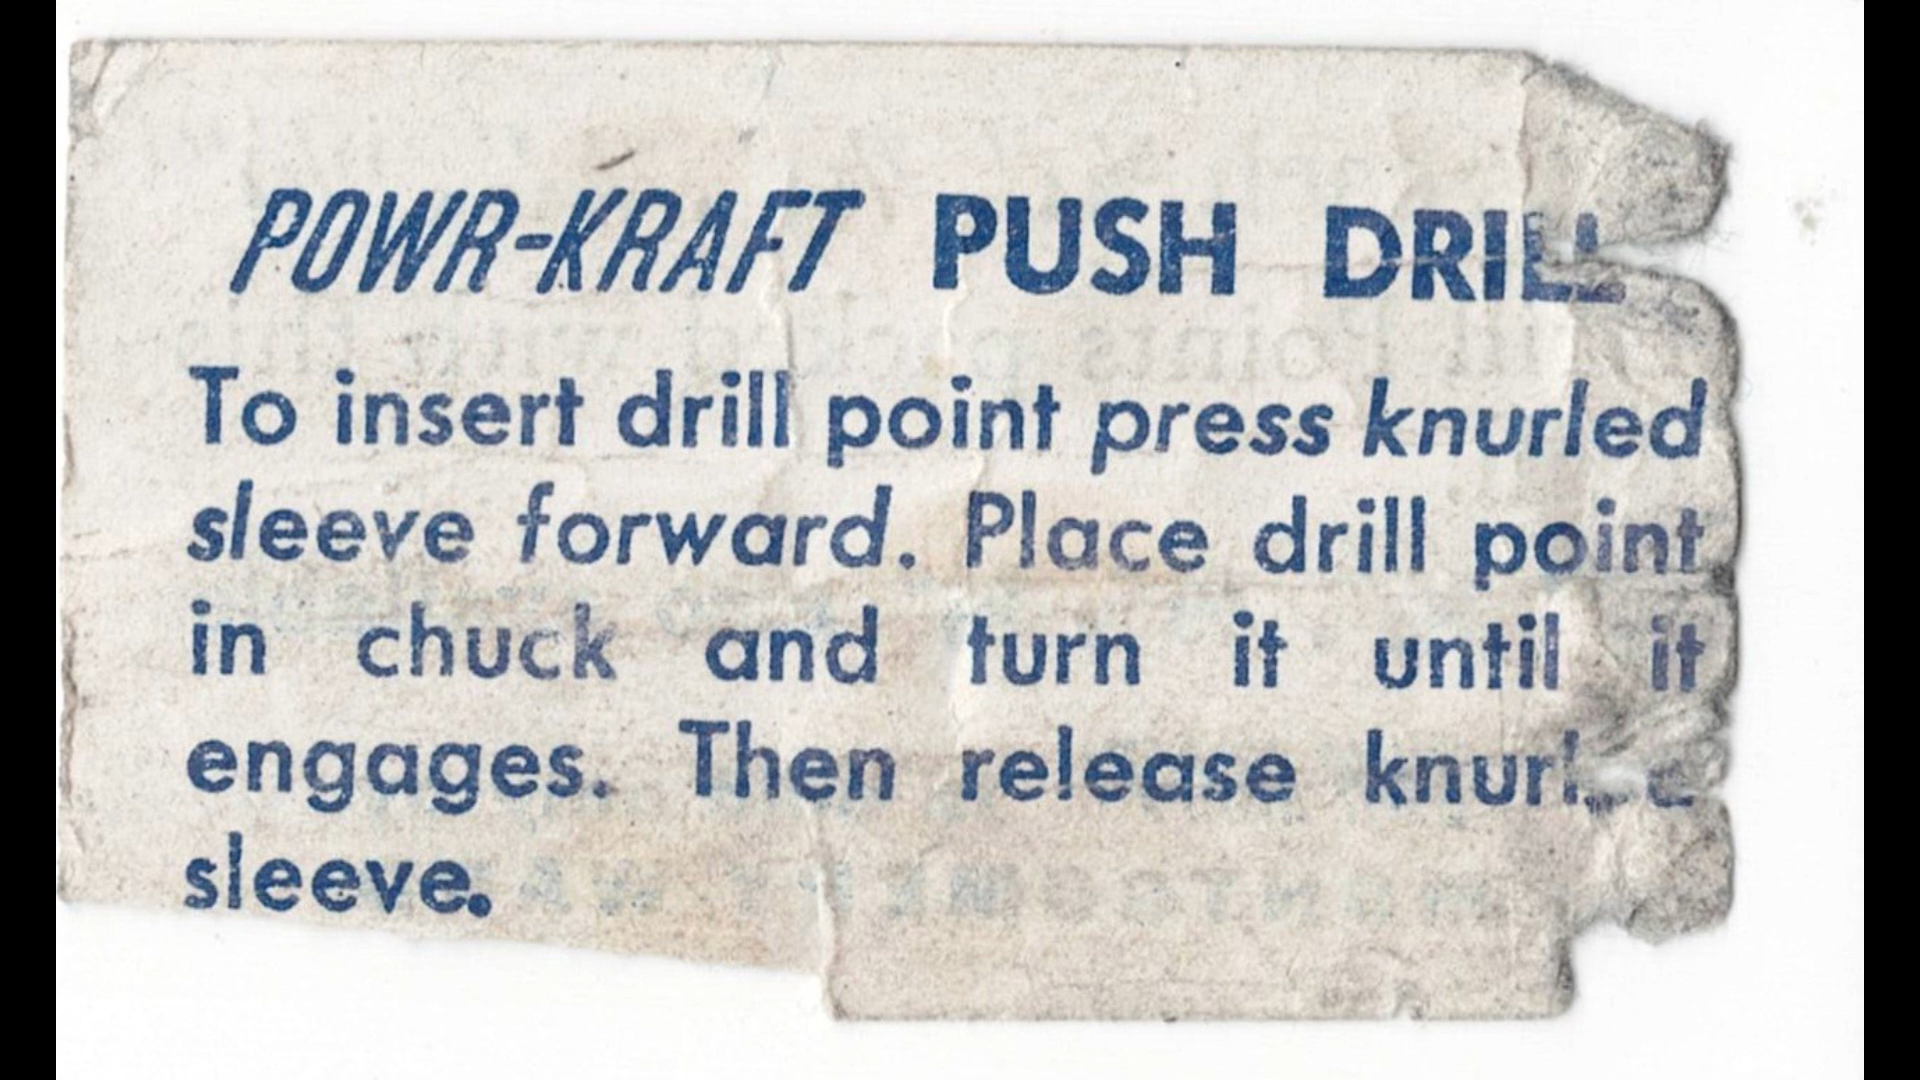 POWR-KRAFT PUSH DRILL
To insert drill point press knurled
sleeve forward. Place drill point
in chuck and turn it until it
engages. Then release
sleeve.